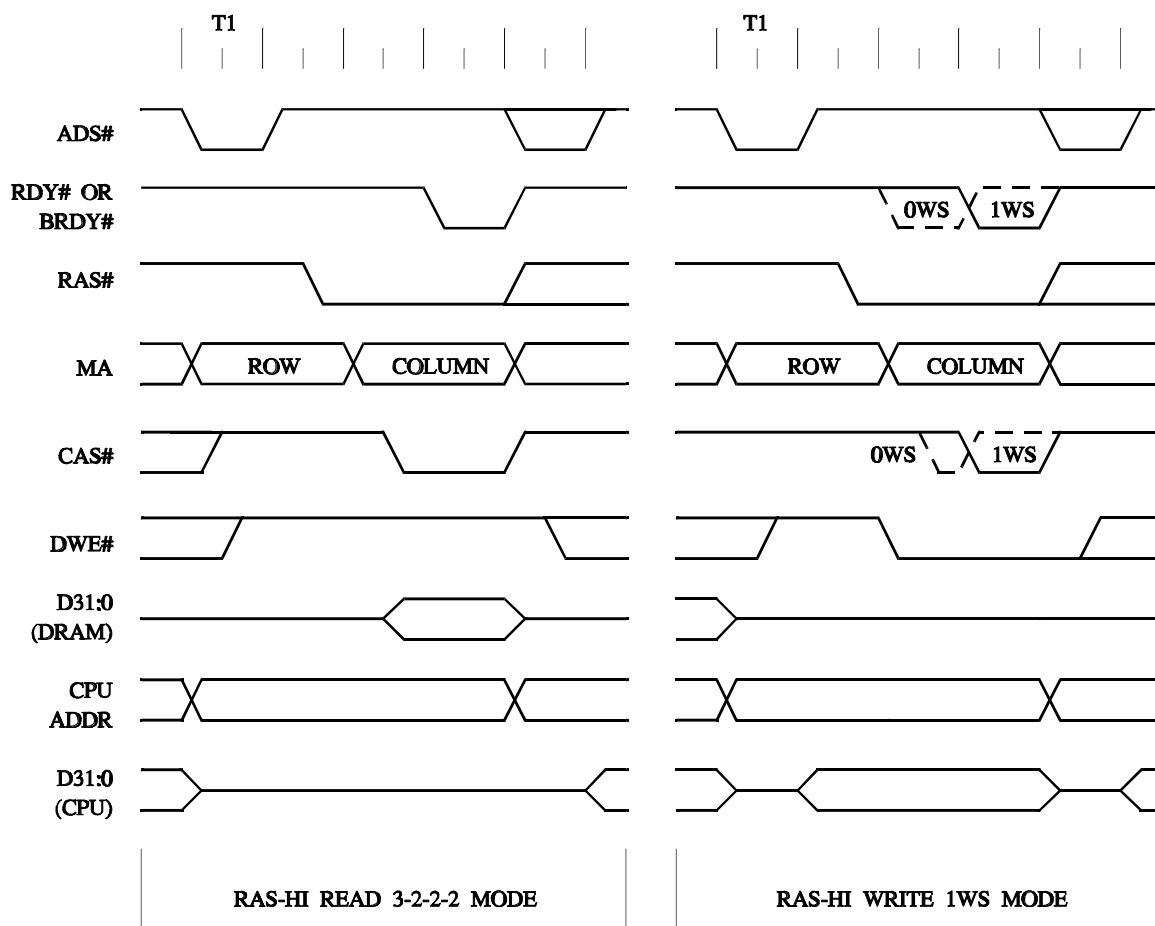 T1 T1
ADS#
RDY# OR
BRDY#
0WS 1WS
RAS#
MA ROW COLUMN ROW COLUMN
CAS# 0WS 1WS
DWE#
D31:0
(DRAM)
CPU
ADDR
D31:0
(CPU)
RAS-HI READ 3-2-2-2 MODE RAS-HI WRITE 1WS MODE